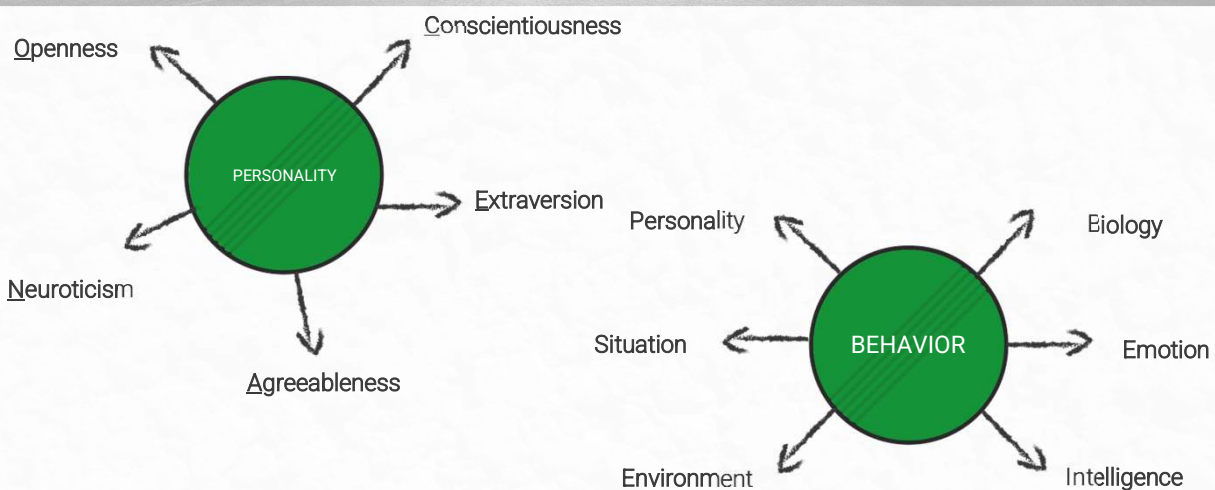 Openness
Conscientiousness
PERSONALITY
Extraversion
Neuroticism
Agreeableness
Personality
Biology
Situation
BEHAVIOR
Emotion
Environment
Intelligence